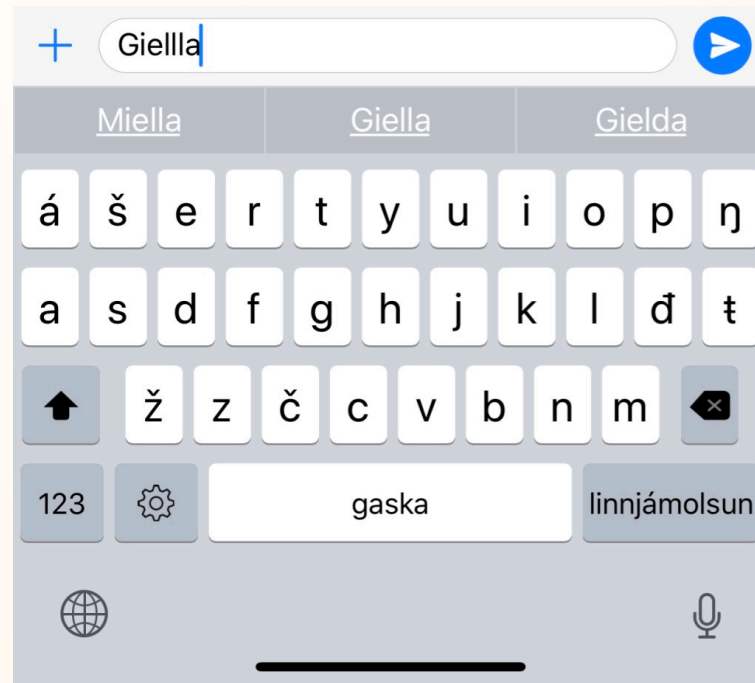 Giellla
Miella Giella Gielda
á š e r t y u i o p ŋ
a s d f g h j k l đ ŧ
ž z č c v b n m
123 gaska linnjámolsun